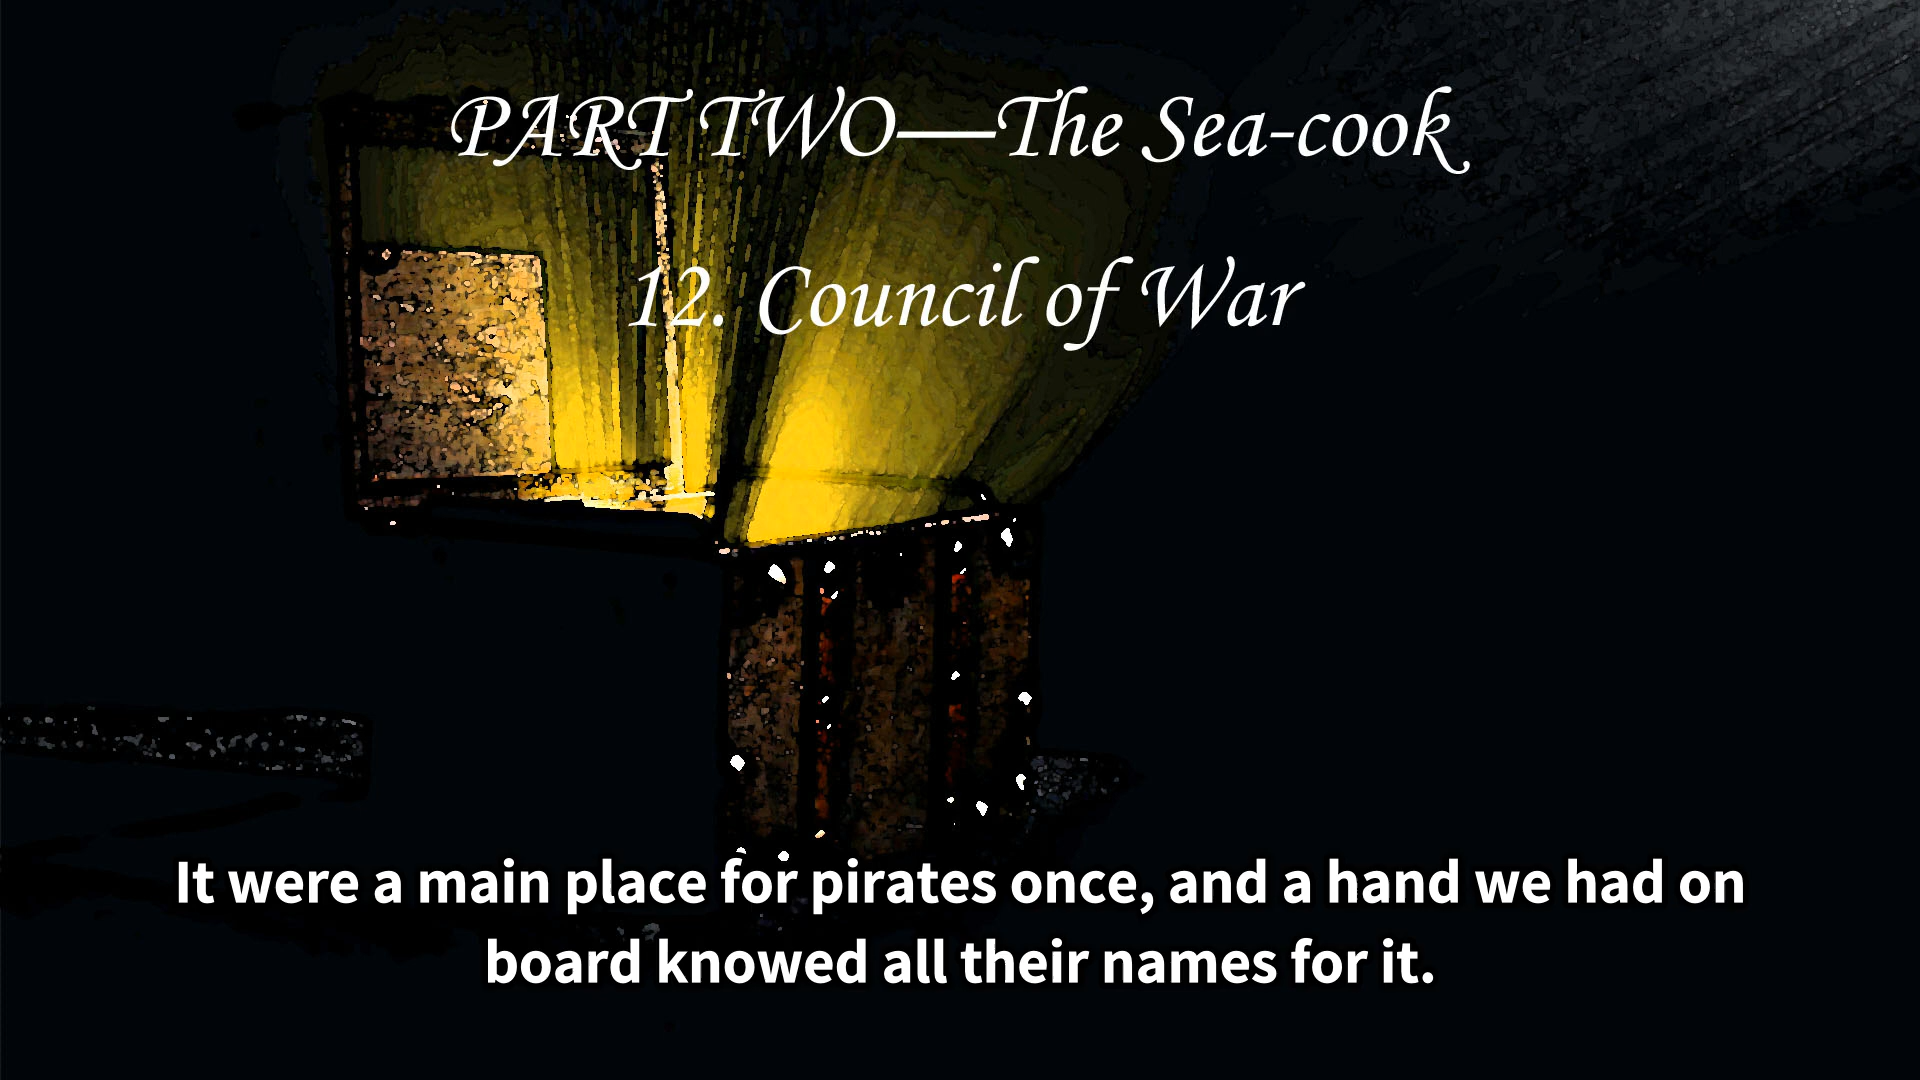 PART TWO—The Sea-cook
12. Council of War
It were a main place for pirates once, and a hand we had on
board knowed all their names for it.